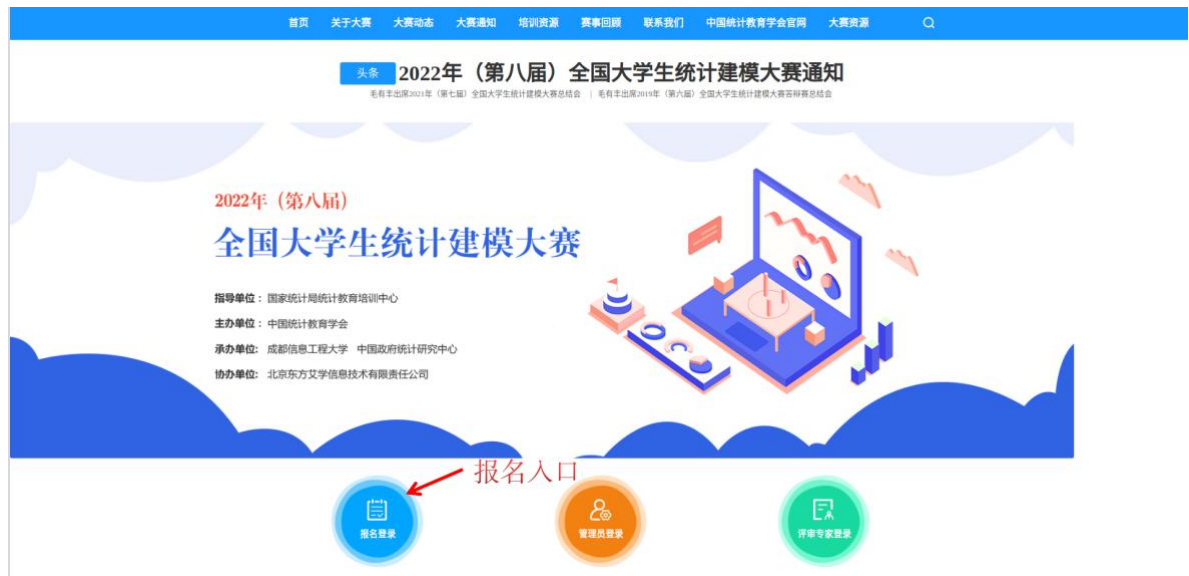 首页 关于大赛 大赛动态 大赛通知 培训资源 赛事回顾 联系我们 中国统计教育学会官网 大赛资源
头条 2022年（第八届）全国大学生统计建模大赛通知
毛有丰出席2021年（第七届）全国大学生统计建模大赛总结会 | 毛有丰出席2019年（第六届）全国大学生统计建模大赛答辩赛总结会
2022年（第八届）
全国大学生统计建模大赛
指导单位：国家统计局统计教育培训中心
主办单位：中国统计教育学会
承办单位: 成都信息工程大学 中国政府统计研究中心
协办单位: 北京东方艾学信息技术有限责任公司
报名入口
报名登录 管理员登录 评审专家登录